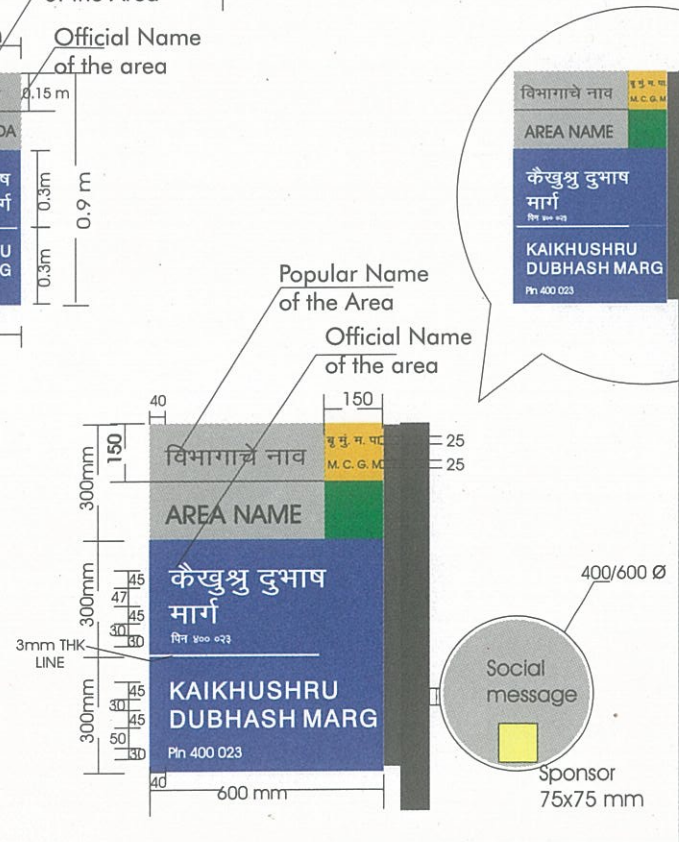 Official Name
of the area
0.15 m
DA
0.3m
0.9 m
0.3m
U
G
विभागाचे नाव
बृ मुं. म. पा.
M.C.G.M
AREA NAME
कैखुश्रु दुभाष
मार्ग
पिन ४०० ०२३
KAIKHUSHRU
DUBHASH MARG
Pin 400 023
Popular Name
of the Area
Official Name
of the area
40
150
150
300mm
विभागाचे नाव
बृ मुं. म. पा.
M. C. G. M
25
25
AREA NAME
300mm
45
47
45
30
30
कैखुश्रु दुभाष
मार्ग
पिन ४०० ०२३
3mm THK
LINE
300mm
45
30
45
50
30
KAIKHUSHRU
DUBHASH MARG
Pin 400 023
40
600 mm
400/600 Ø
Social
message
Sponsor
75x75 mm